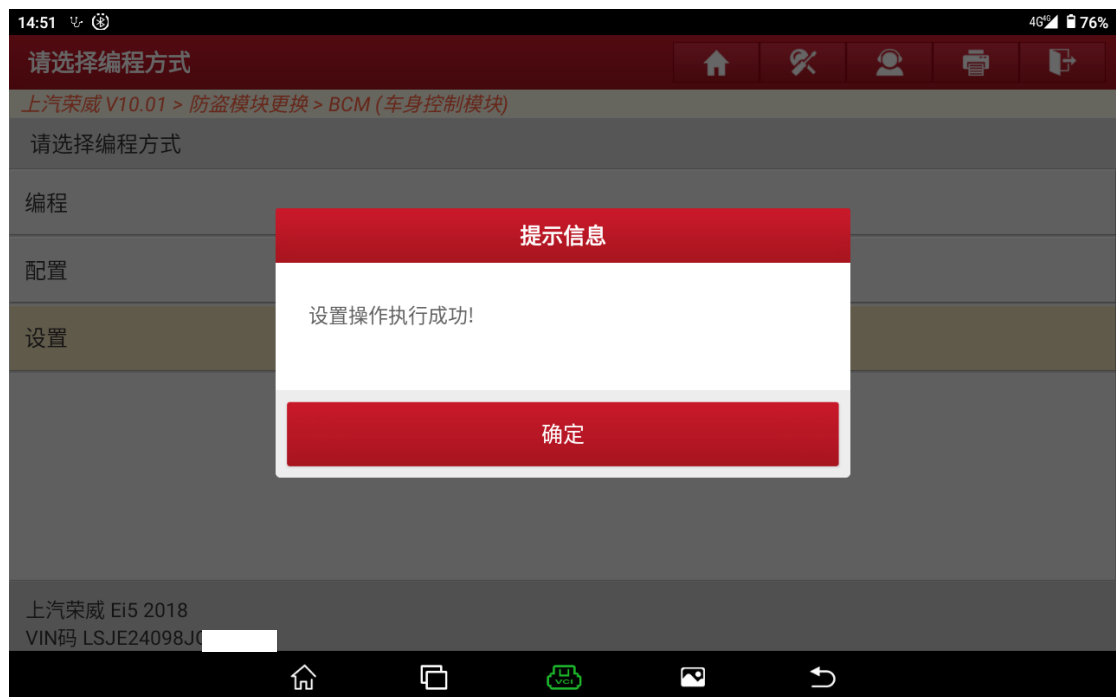 14:51
4G 4G 76%
请选择编程方式
上汽荣威 V10.01 > 防盗模块更换 > BCM (车身控制模块)
请选择编程方式
编程
配置
设置
提示信息
设置操作执行成功!
确定
上汽荣威 Ei5 2018
VIN码 LSJE24098J
VCI